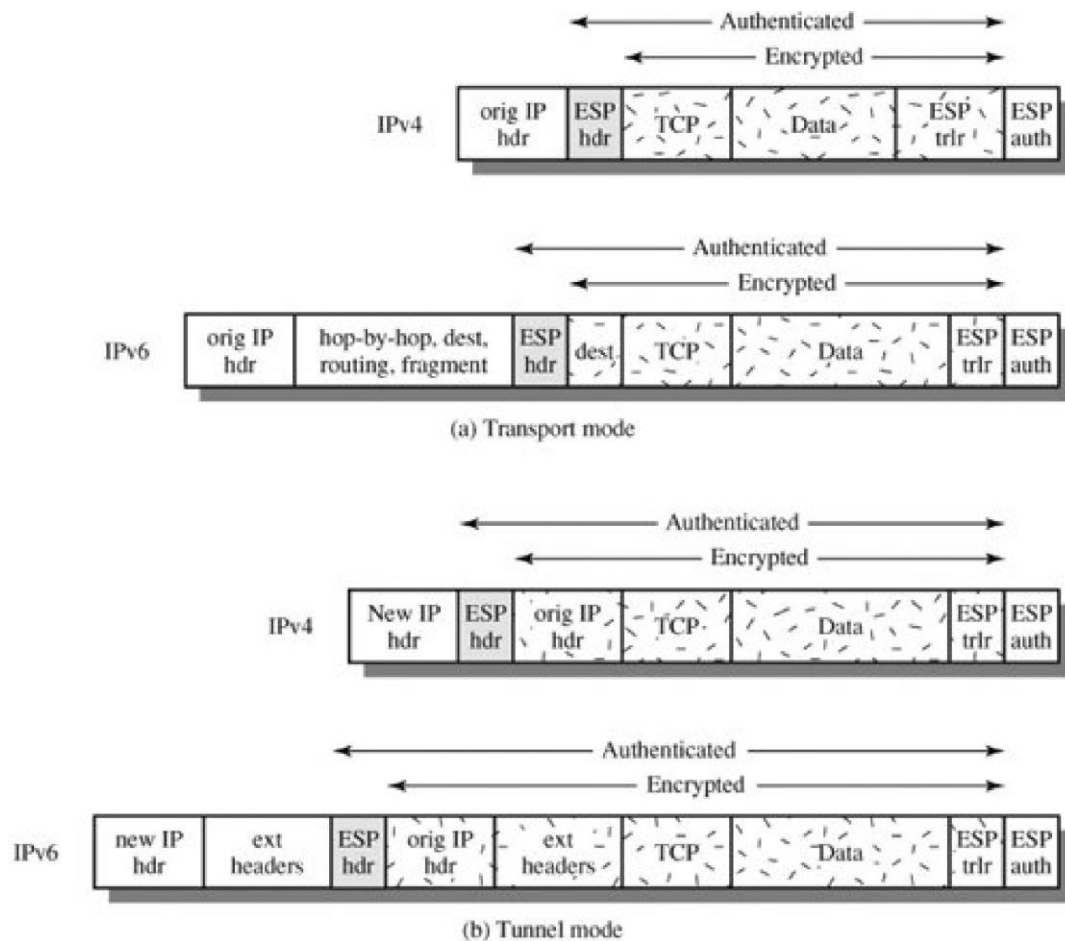 Authenticated
Encrypted
IPv4
orig IP hdr
ESP hdr
TCP
Data
ESP trlr
ESP auth
Authenticated
Encrypted
IPv6
orig IP hdr
hop-by-hop, dest, routing, fragment
ESP hdr
dest
TCP
Data
ESP trlr
ESP auth
(a) Transport mode
Authenticated
Encrypted
IPv4
New IP hdr
ESP hdr
orig IP hdr
TCP
Data
ESP trlr
ESP auth
Authenticated
Encrypted
IPv6
new IP hdr
ext headers
ESP hdr
orig IP hdr
ext headers
TCP
Data
ESP trlr
ESP auth
(b) Tunnel mode